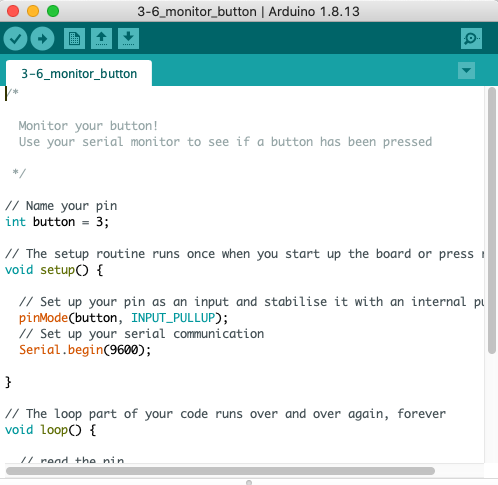 3-6_monitor_button | Arduino 1.8.13
3-6_monitor_button
/*
Monitor your button!
Use your serial monitor to see if a button has been pressed
*/
// Name your pin
int button = 3;
// The setup routine runs once when you start up the board or press
void setup() {
// Set up your pin as an input and stabilise it with an internal
pinMode(button, INPUT_PULLUP);
// Set up your serial communication
Serial.begin(9600);
}
// The loop part of your code runs over and over again, forever
void loop() {
// read the pin